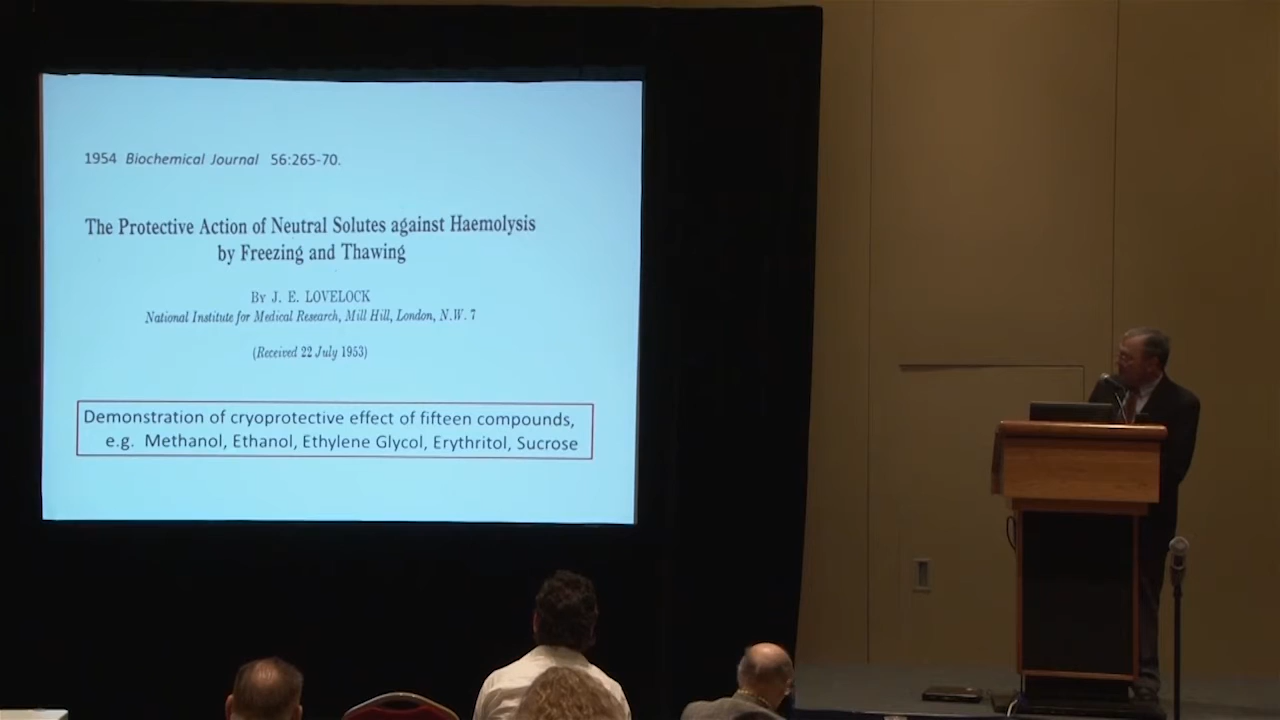 1954 Biochemical Journal 56:265-70.
The Protective Action of Neutral Solutes against Haemolysis
by Freezing and Thawing
By J. E. LOVELOCK
National Institute for Medical Research, Mill Hill, London, N.W. 7
(Received 22 July 1953)
Demonstration of cryoprotective effect of fifteen compounds,
e.g. Methanol, Ethanol, Ethylene Glycol, Erythritol, Sucrose